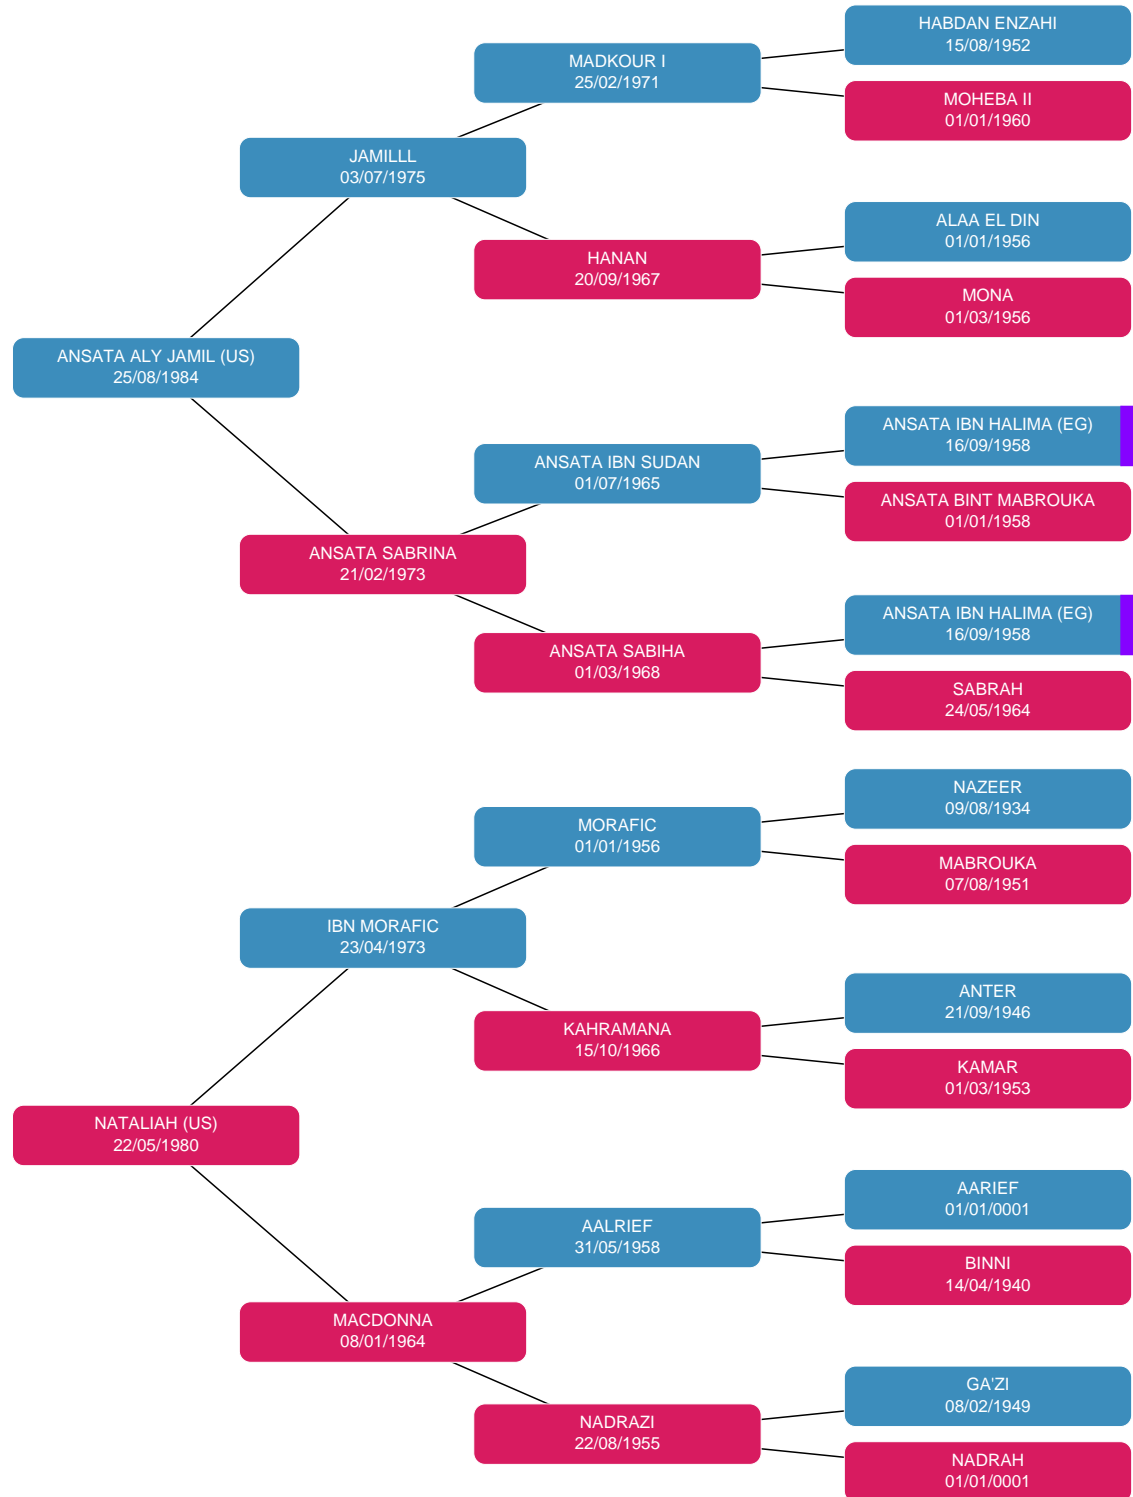 HABDAN ENZAHI
15/08/1952
MADKOUR I
25/02/1971
MOHEBA II
01/01/1960
JAMILLL
03/07/1975
ALAA EL DIN
01/01/1956
HANAN
20/09/1967
MONA
01/03/1956
ANSATA ALY JAMIL (US)
25/08/1984
ANSATA IBN HALIMA (EG)
16/09/1958
ANSATA IBN SUDAN
01/07/1965
ANSATA BINT MABROUKA
01/01/1958
ANSATA SABRINA
21/02/1973
ANSATA IBN HALIMA (EG)
16/09/1958
ANSATA SABIHA
01/03/1968
SABRAH
24/05/1964
NAZEER
09/08/1934
MORAFIC
01/01/1956
MABROUKA
07/08/1951
IBN MORAFIC
23/04/1973
ANTER
21/09/1946
KAHRAMANA
15/10/1966
KAMAR
01/03/1953
NATALIAH (US)
22/05/1980
AARIEF
01/01/0001
AALRIEF
31/05/1958
BINNI
14/04/1940
MACDONNA
08/01/1964
GA'ZI
08/02/1949
NADRAZI
22/08/1955
NADRAH
01/01/0001